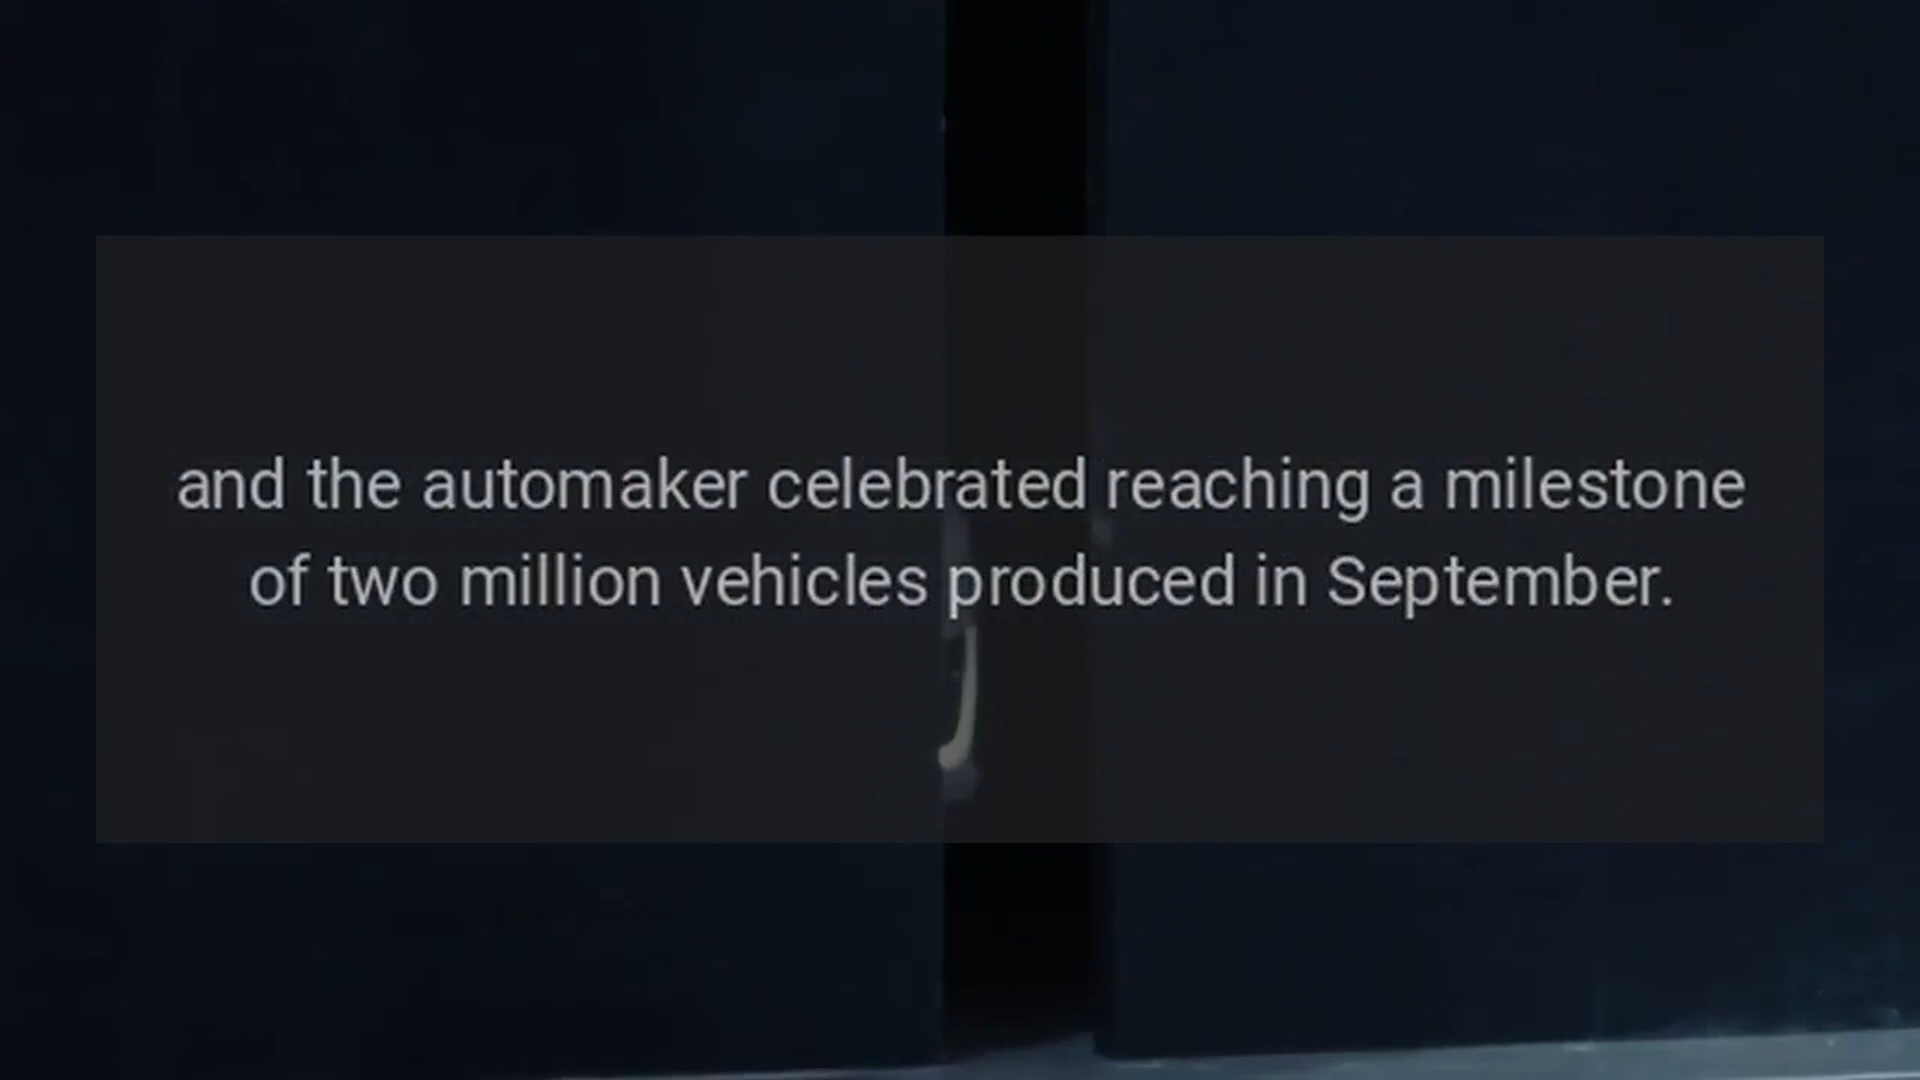 and the automaker celebrated reaching a milestone
of two million vehicles produced in September.